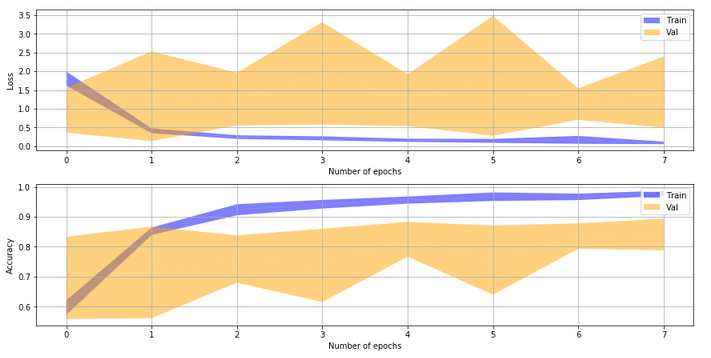 3.5
3.0
2.5
2.0
1.5
1.0
0.5
0.0
Loss
Train
Val
0 1 2 3 4 5 6 7
Number of epochs
1.0
0.9
0.8
0.7
0.6
Accuracy
Train
Val
0 1 2 3 4 5 6 7
Number of epochs